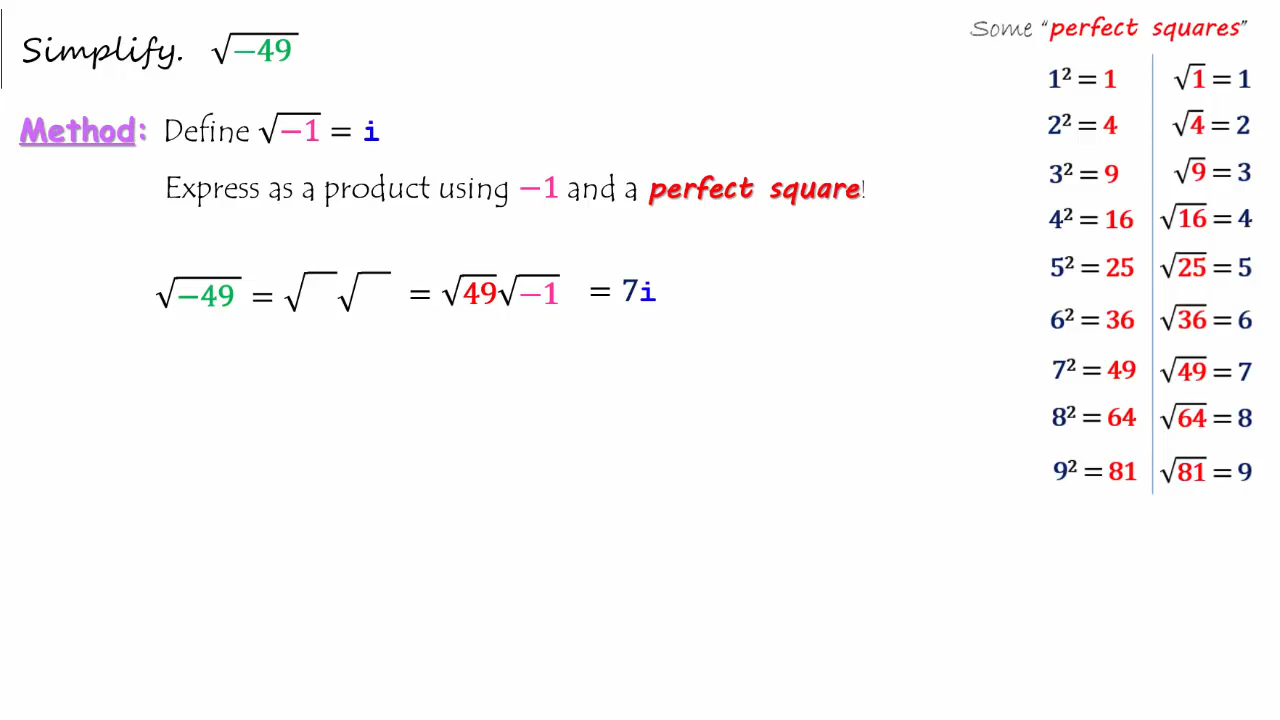 Simplify. √−49
Method: Define √−1 = i
Express as a product using −1 and a perfect square!
√−49 = √ √ = √49√−1 = 7i
Some “perfect squares”
1² = 1 √1 = 1
2² = 4 √4 = 2
3² = 9 √9 = 3
4² = 16 √16 = 4
5² = 25 √25 = 5
6² = 36 √36 = 6
7² = 49 √49 = 7
8² = 64 √64 = 8
9² = 81 √81 = 9